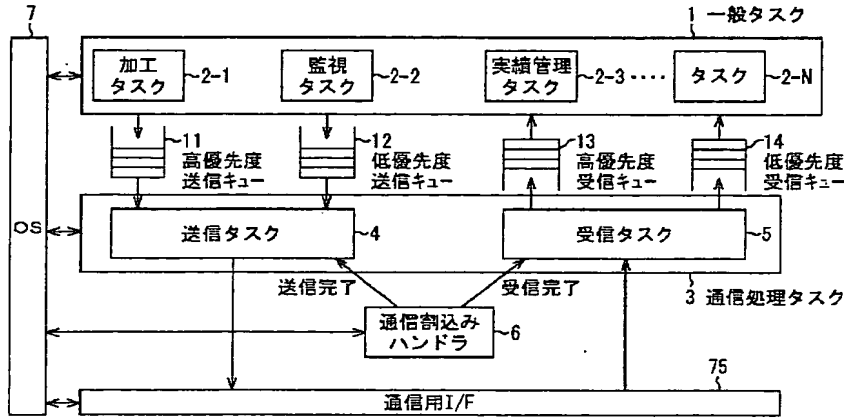 7
1 一般タスク
加工
タスク
2-1
監視
タスク
2-2
実績管理
タスク
2-3
‥‥
タスク
2-N
11
高優先度
送信キュー
12
低優先度
送信キュー
13
高優先度
受信キュー
14
低優先度
受信キュー
OS
送信タスク
4
受信タスク
5
送信完了
受信完了
3 通信処理タスク
通信割込み
ハンドラ
6
75
通信用I/F